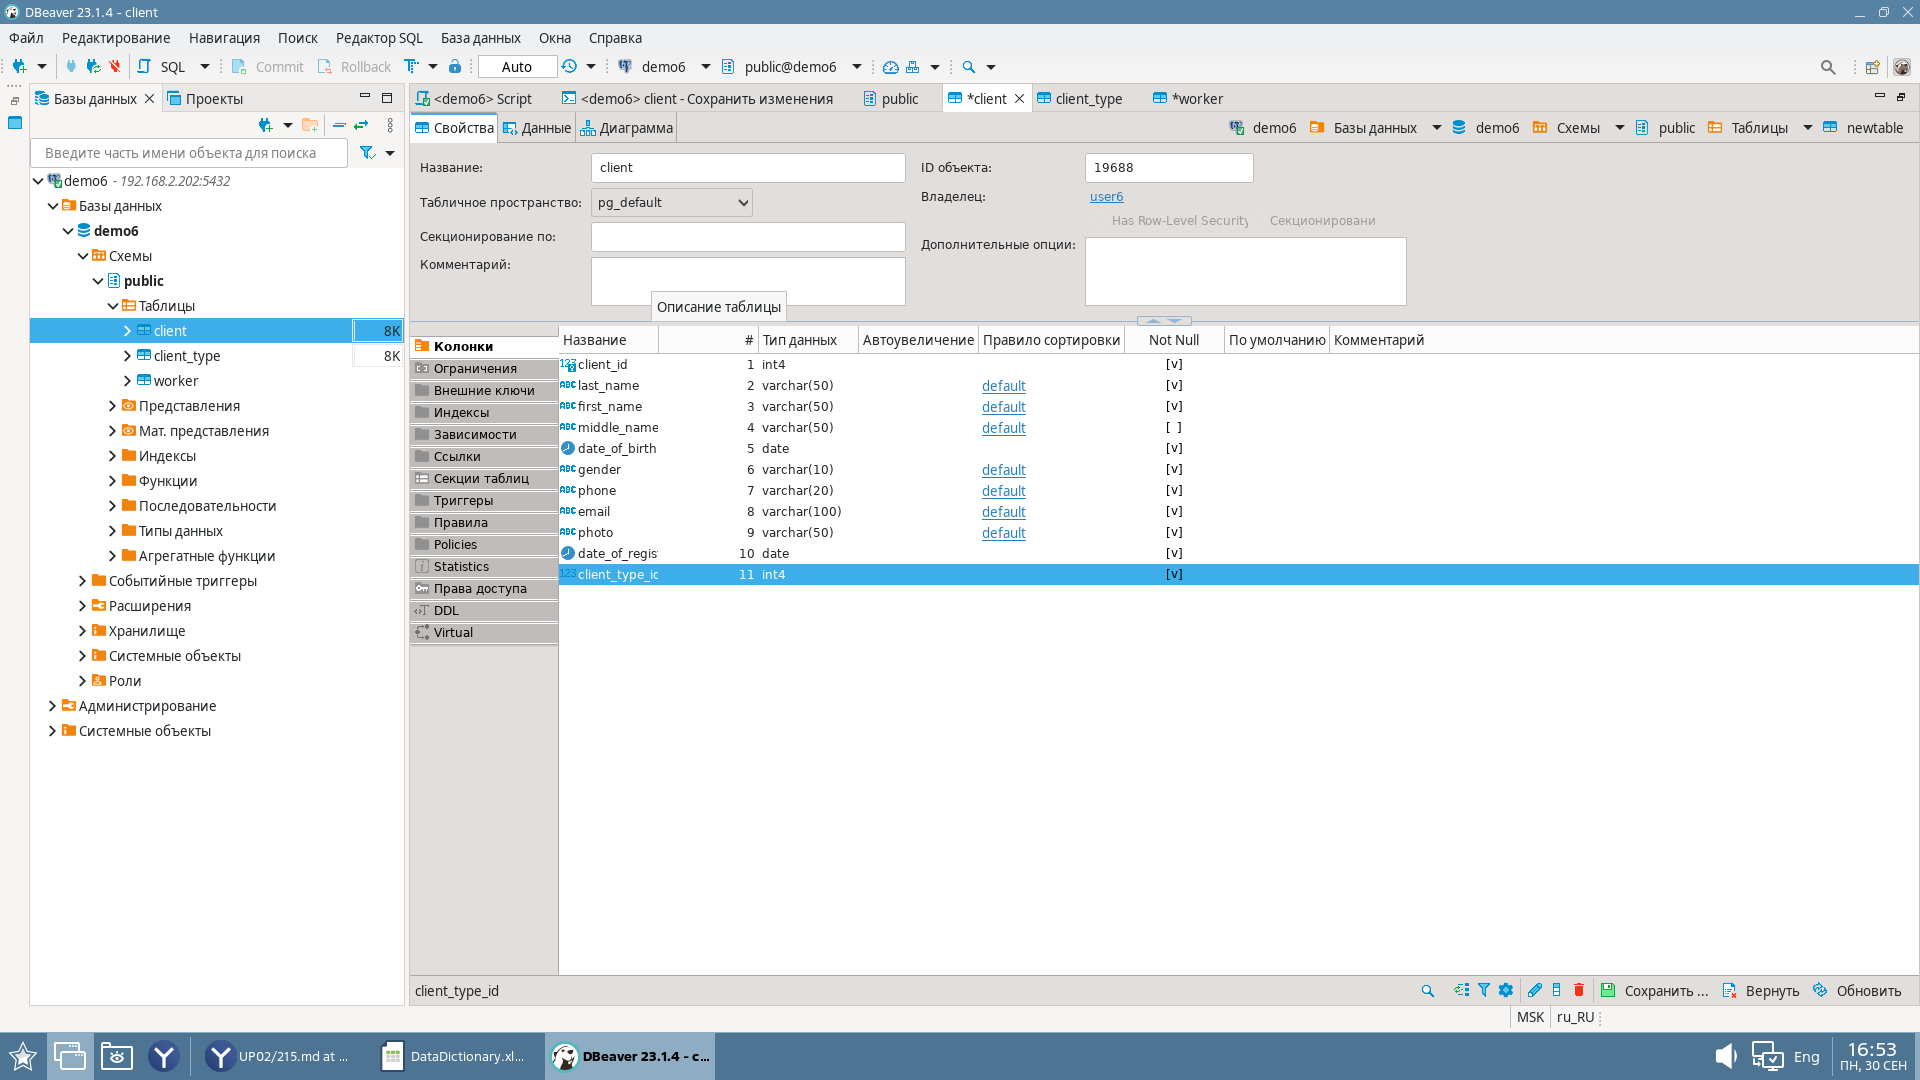 DBeaver 23.1.4 - client
Файл Редактирование Навигация Поиск Редактор SQL База данных Окна Справка
SQL Commit Rollback Auto demo6 public@demo6
Базы данных Проекты
<demo6> Script <demo6> client - Сохранить изменения public *client client_type *worker
Свойства Данные Диаграмма
demo6 Базы данных demo6 Схемы public Таблицы newtable
Введите часть имени объекта для поиска
demo6 - 192.168.2.202:5432
Базы данных
demo6
Схемы
public
Таблицы
client 8K
client_type 8K
worker
Представления
Мат. представления
Индексы
Функции
Последовательности
Типы данных
Агрегатные функции
Событийные триггеры
Расширения
Хранилище
Системные объекты
Роли
Администрирование
Системные объекты
Название: client
Табличное пространство: pg_default
Секционирование по:
Комментарий:
Описание таблицы
ID объекта: 19688
Владелец: user6
Has Row-Level Security Секционировани
Дополнительные опции:
Колонки
Ограничения
Внешние ключи
Индексы
Зависимости
Ссылки
Секции таблиц
Триггеры
Правила
Policies
Statistics
Права доступа
DDL
Virtual
Название # Тип данных Автоувеличение Правило сортировки Not Null По умолчанию Комментарий
123 client_id 1 int4 [v]
ABC last_name 2 varchar(50) default [v]
ABC first_name 3 varchar(50) default [v]
ABC middle_name 4 varchar(50) default [ ]
date_of_birth 5 date [v]
ABC gender 6 varchar(10) default [v]
ABC phone 7 varchar(20) default [v]
ABC email 8 varchar(100) default [v]
ABC photo 9 varchar(50) default [v]
date_of_regis 10 date [v]
123 client_type_id 11 int4 [v]
client_type_id
Сохранить ... Вернуть Обновить
MSK ru_RU
UP02/215.md at ... DataDictionary.xl... DBeaver 23.1.4 - c...
Eng
16:53
ПН, 30 СЕН